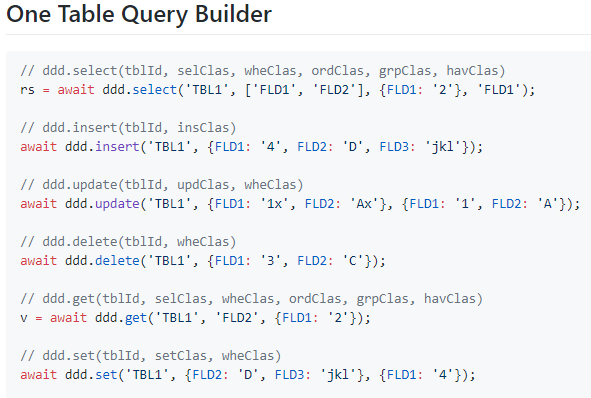 One Table Query Builder
// ddd.select(tblId, selClas, wheClas, ordClas, grpClas, havClas)
rs = await ddd.select('TBL1', ['FLD1', 'FLD2'], {FLD1: '2'}, 'FLD1');
// ddd.insert(tblId, insClas)
await ddd.insert('TBL1', {FLD1: '4', FLD2: 'D', FLD3: 'jkl'});
// ddd.update(tblId, updClas, wheClas)
await ddd.update('TBL1', {FLD1: '1x', FLD2: 'Ax'}, {FLD1: '1', FLD2: 'A'});
// ddd.delete(tblId, wheClas)
await ddd.delete('TBL1', {FLD1: '3', FLD2: 'C'});
// ddd.get(tblId, selClas, wheClas, ordClas, grpClas, havClas)
v = await ddd.get('TBL1', 'FLD2', {FLD1: '2'});
// ddd.set(tblId, setClas, wheClas)
await ddd.set('TBL1', {FLD2: 'D', FLD3: 'jkl'}, {FLD1: '4'});